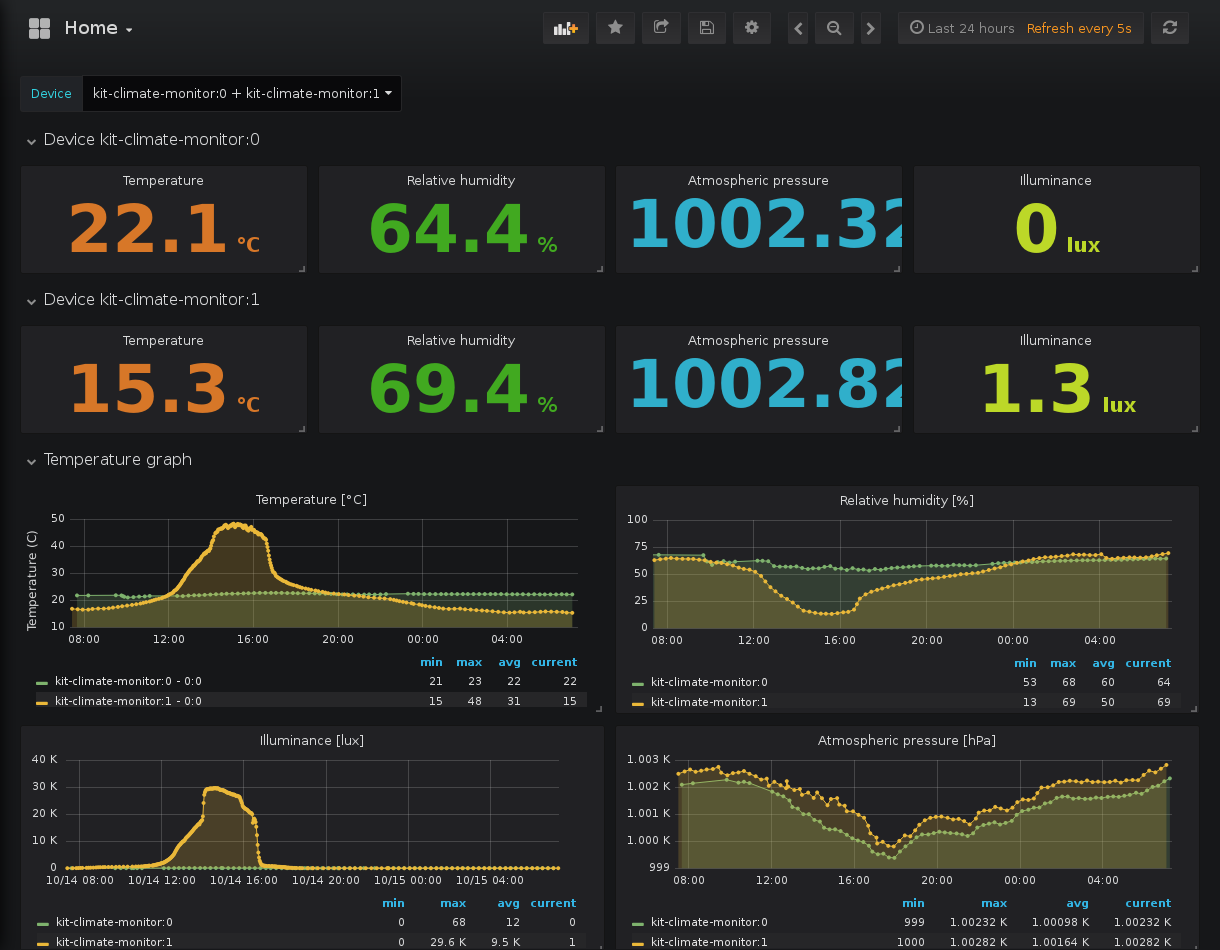 Home
Last 24 hours Refresh every 5s
Device kit-climate-monitor:0 + kit-climate-monitor:1
Device kit-climate-monitor:0
Temperature Relative humidity Atmospheric pressure Illuminance
22.1 °C 64.4 % 1002.32 0 lux
Device kit-climate-monitor:1
Temperature Relative humidity Atmospheric pressure Illuminance
15.3 °C 69.4 % 1002.82 1.3 lux
Temperature graph
Temperature [°C]
Temperature (C)
50
40
30
20
10
08:00 12:00 16:00 20:00 00:00 04:00
min max avg current
kit-climate-monitor:0 - 0:0 21 23 22 22
kit-climate-monitor:1 - 0:0 15 48 31 15
Relative humidity [%]
100
75
50
25
0
08:00 12:00 16:00 20:00 00:00 04:00
min max avg current
kit-climate-monitor:0 53 68 60 64
kit-climate-monitor:1 13 69 50 69
Illuminance [lux]
40 K
30 K
20 K
10 K
0
10/14 08:00 10/14 12:00 10/14 16:00 10/14 20:00 10/15 00:00 10/15 04:00
min max avg current
kit-climate-monitor:0 0 68 12 0
kit-climate-monitor:1 0 29.6 K 9.5 K 1
Atmospheric pressure [hPa]
1.003 K
1.002 K
1.001 K
1.000 K
999
08:00 12:00 16:00 20:00 00:00 04:00
min max avg current
kit-climate-monitor:0 999 1.00232 K 1.00098 K 1.00232 K
kit-climate-monitor:1 1000 1.00282 K 1.00164 K 1.00282 K